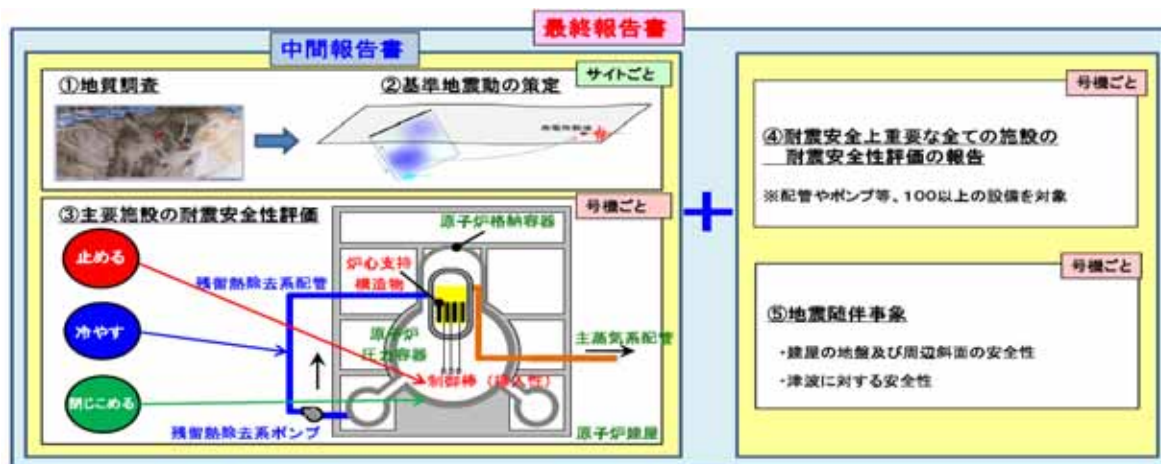 最終報告書
中間報告書
サイトごと
①地質調査
②基準地震動の策定
号機ごと
③主要施設の耐震安全性評価
原子炉格納容器
止める
炉心支持
構造物
残留熱除去系配管
冷やす
原子炉
圧力容器
主蒸気系配管
制御棒(挿入性)
閉じこめる
残留熱除去系ポンプ
原子炉建屋
+
号機ごと
④耐震安全上重要な全ての施設の
耐震安全性評価の報告
※配管やポンプ等、100以上の設備を対象
号機ごと
⑤地震随伴事象
・建屋の地盤及び周辺斜面の安全性
・津波に対する安全性